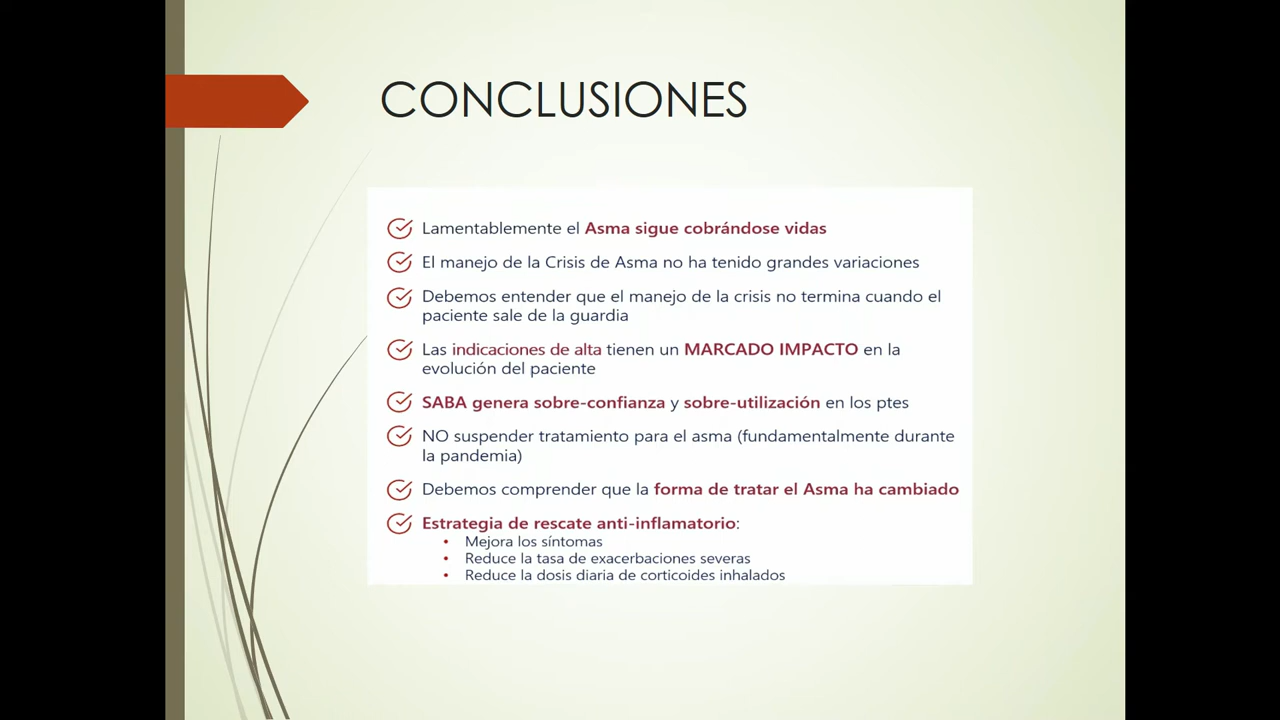 CONCLUSIONES
Lamentablemente el Asma sigue cobrándose vidas
El manejo de la Crisis de Asma no ha tenido grandes variaciones
Debemos entender que el manejo de la crisis no termina cuando el
paciente sale de la guardia
Las indicaciones de alta tienen un MARCADO IMPACTO en la
evolución del paciente
SABA genera sobre-confianza y sobre-utilización en los ptes
NO suspender tratamiento para el asma (fundamentalmente durante
la pandemia)
Debemos comprender que la forma de tratar el Asma ha cambiado
Estrategia de rescate anti-inflamatorio:
• Mejora los síntomas
• Reduce la tasa de exacerbaciones severas
• Reduce la dosis diaria de corticoides inhalados